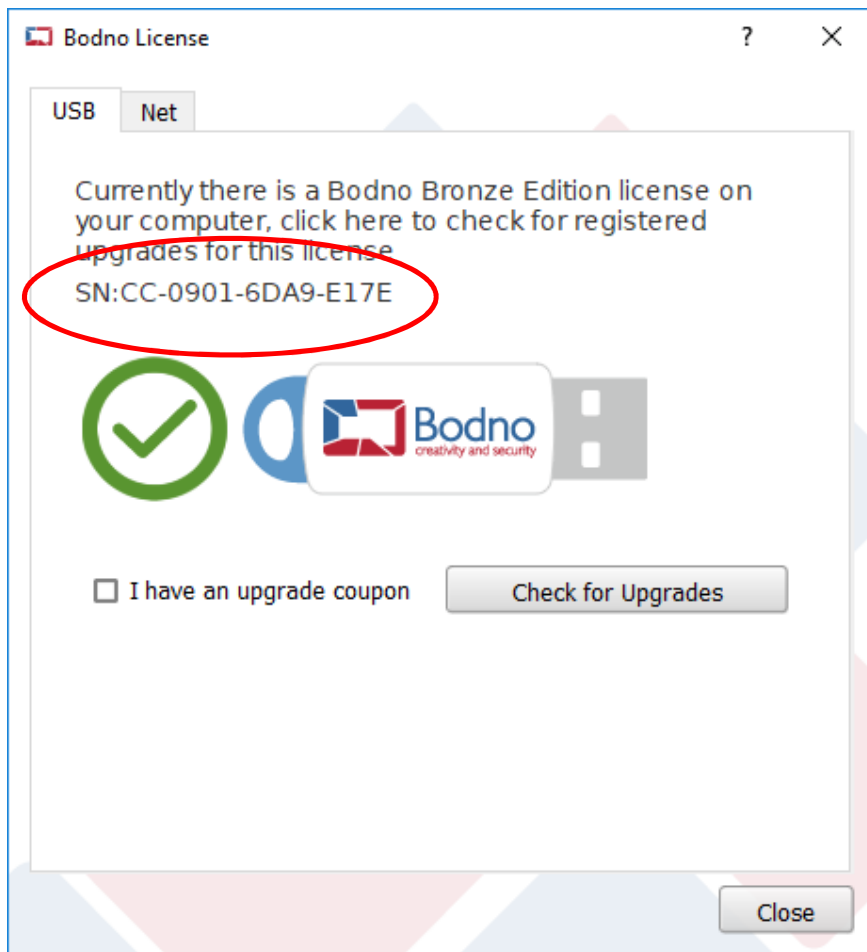 Bodno License
?
USB Net
Currently there is a Bodno Bronze Edition license on
your computer, click here to check for registered
upgrades for this license
SN:CC-0901-6DA9-E17E
Bodno
creativity and security
I have an upgrade coupon
Check for Upgrades
Close